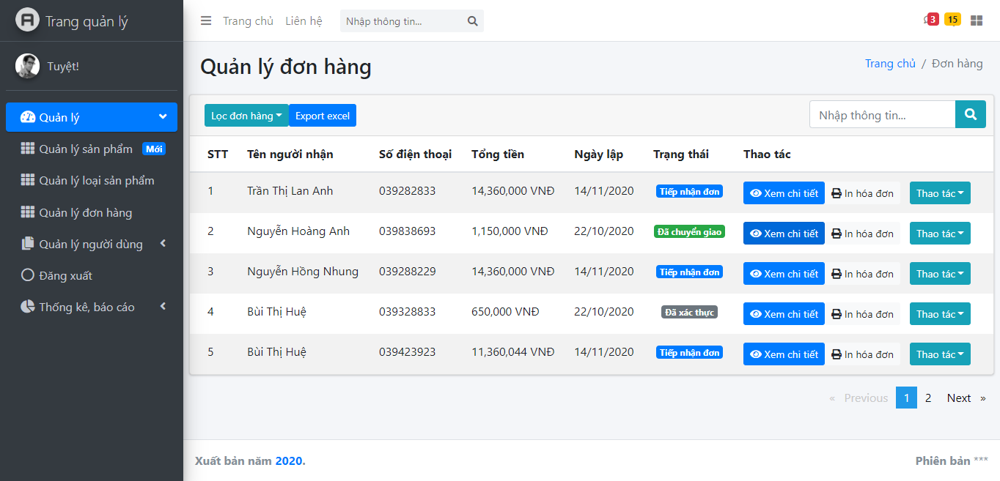 Trang quản lý
Tuyệt!
Quản lý
Quản lý sản phẩm Mới
Quản lý loại sản phẩm
Quản lý đơn hàng
Quản lý người dùng
Đăng xuất
Thống kê, báo cáo
Trang chủ Liên hệ Nhập thông tin... 3 15
Quản lý đơn hàng
Trang chủ / Đơn hàng
Lọc đơn hàng Export excel Nhập thông tin...
STT Tên người nhận Số điện thoại Tổng tiền Ngày lập Trạng thái Thao tác
1 Trần Thị Lan Anh 039282833 14,360,000 VNĐ 14/11/2020 Tiếp nhận đơn Xem chi tiết In hóa đơn Thao tác
2 Nguyễn Hoàng Anh 039838693 1,150,000 VNĐ 22/10/2020 Đã chuyển giao Xem chi tiết In hóa đơn Thao tác
3 Nguyễn Hồng Nhung 039288229 14,360,000 VNĐ 14/11/2020 Tiếp nhận đơn Xem chi tiết In hóa đơn Thao tác
4 Bùi Thị Huệ 039328833 650,000 VNĐ 22/10/2020 Đã xác thực Xem chi tiết In hóa đơn Thao tác
5 Bùi Thị Huệ 039423923 11,360,044 VNĐ 14/11/2020 Tiếp nhận đơn Xem chi tiết In hóa đơn Thao tác
« Previous 1 2 Next »
Xuất bản năm 2020.
Phiên bản ***